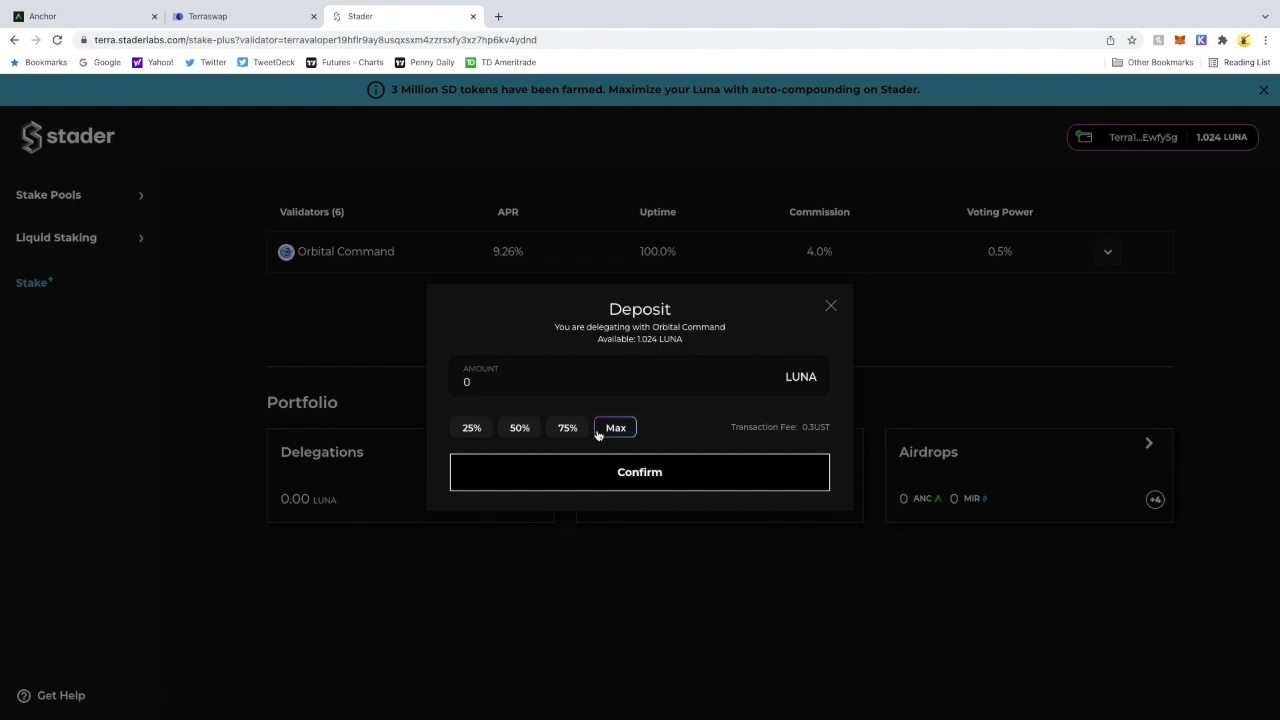 Anchor
Terraswap
Stader
terra.staderlabs.com/stake-plus?validator=terravaloper19hflr9ay8usqxsxm4zzrsxfy3xz7hp6kv4ydnd
Bookmarks Google Yahoo! Twitter TweetDeck Futures - Charts Penny Daily TD Ameritrade Other Bookmarks Reading List
3 Million SD tokens have been farmed. Maximize your Luna with auto-compounding on Stader.
stader
Terra1...Ewfy5g 1.024 LUNA
Stake Pools
Liquid Staking
Stake+
Validators (6) APR Uptime Commission Voting Power
Orbital Command 9.26% 100.0% 4.0% 0.5%
Deposit
You are delegating with Orbital Command
Available: 1.024 LUNA
AMOUNT
0
LUNA
25% 50% 75% Max Transaction Fee: 0.3UST
Confirm
Portfolio
Delegations
0.00 LUNA
Airdrops
0 ANC 0 MIR +4
Get Help